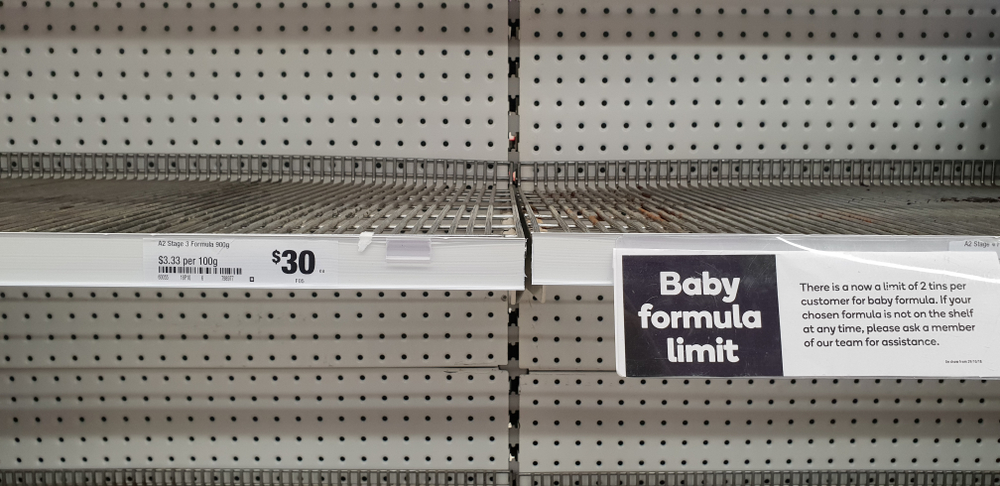 A2 Stage 3 Formula 900g
$3.33 per 100g
$30
A2 Stage
Baby
formula
limit
There is a now a limit of 2 tins per
customer for baby formula. If your
chosen formula is not on the shelf
at any time, please ask a member
of our team for assistance.